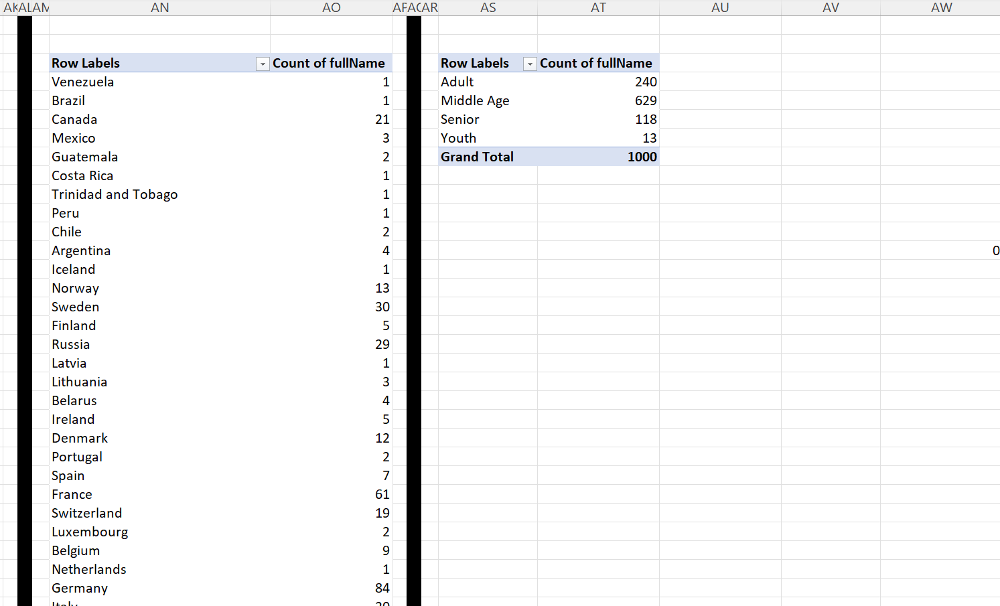 AN AO AR AS AT AU AV AW
Row Labels Count of fullName
Venezuela 1
Brazil 1
Canada 21
Mexico 3
Guatemala 2
Costa Rica 1
Trinidad and Tobago 1
Peru 1
Chile 2
Argentina 4
Iceland 1
Norway 13
Sweden 30
Finland 5
Russia 29
Latvia 1
Lithuania 3
Belarus 4
Ireland 5
Denmark 12
Portugal 2
Spain 7
France 61
Switzerland 19
Luxembourg 2
Belgium 9
Netherlands 1
Germany 84
Row Labels Count of fullName
Adult 240
Middle Age 629
Senior 118
Youth 13
Grand Total 1000
0